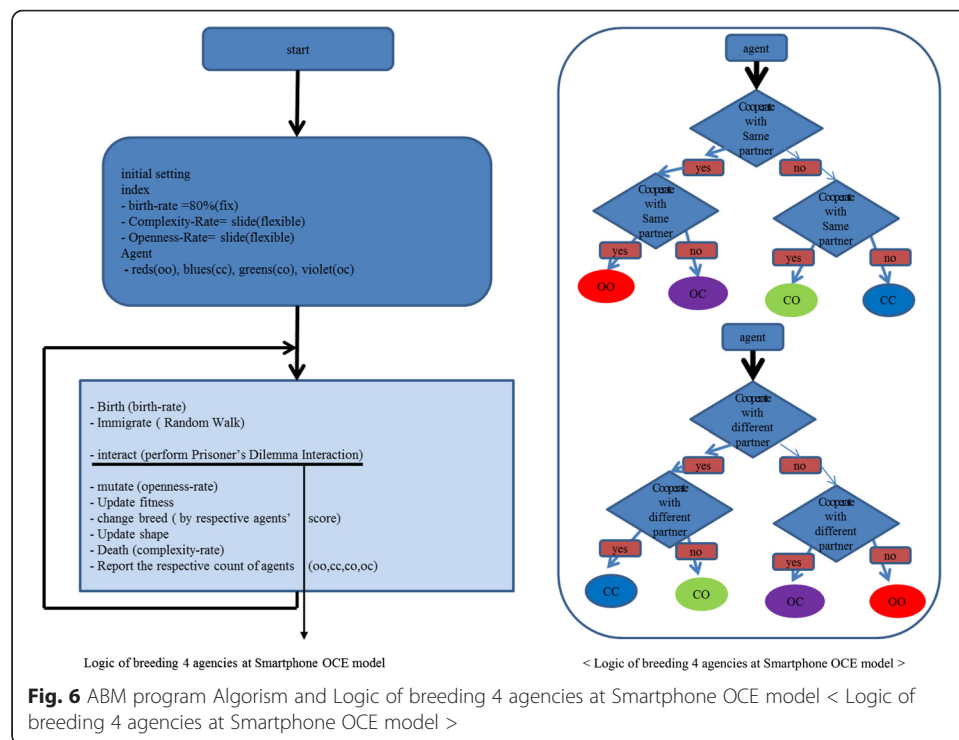 start
initial setting
index
- birth-rate =80%(fix)
- Complexity-Rate= slide(flexible)
- Openness-Rate= slide(flexible)
Agent
- reds(oo), blues(cc), greens(co), violet(oc)
- Birth (birth-rate)
- Immigrate ( Random Walk)
- interact (perform Prisoner's Dilemma Interaction)
- mutate (openness-rate)
- Update fitness
- change breed ( by respective agents' score)
- Update shape
- Death (complexity-rate)
- Report the respective count of agents (oo,cc,co,oc)
Logic of breeding 4 agencies at Smartphone OCE model
agent
Cooperate
with
Same
partner
yes
no
Cooperate
with
Same
partner
Cooperate
with
Same
partner
yes
no
yes
no
OO
OC
CO
CC
agent
Cooperate
with
different
partner
yes
no
Cooperate
with
different
partner
Cooperate
with
different
partner
yes
no
yes
no
CC
CO
OC
OO
< Logic of breeding 4 agencies at Smartphone OCE model >
Fig. 6 ABM program Algorism and Logic of breeding 4 agencies at Smartphone OCE model < Logic of
breeding 4 agencies at Smartphone OCE model >